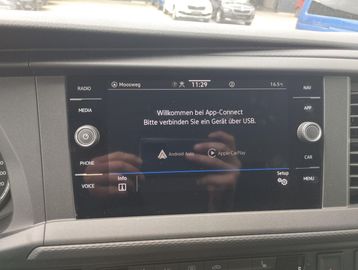 RADIO
MEDIA
PHONE
VOICE
Moosweg 11:29 16.5°C
Willkommen bei App-Connect
Bitte verbinden Sie ein Gerät über USB.
Android Auto Apple CarPlay
Info Setup
NAV
APP
CAR
MENU